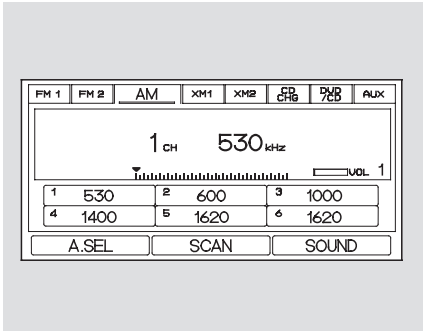 FM 1 FM 2 AM XM1 XM2 CD CHG DVD /CD AUX
1 CH 530 kHz
VOL 1
1 530 2 600 3 1000
4 1400 5 1620 6 1620
A.SEL SCAN SOUND